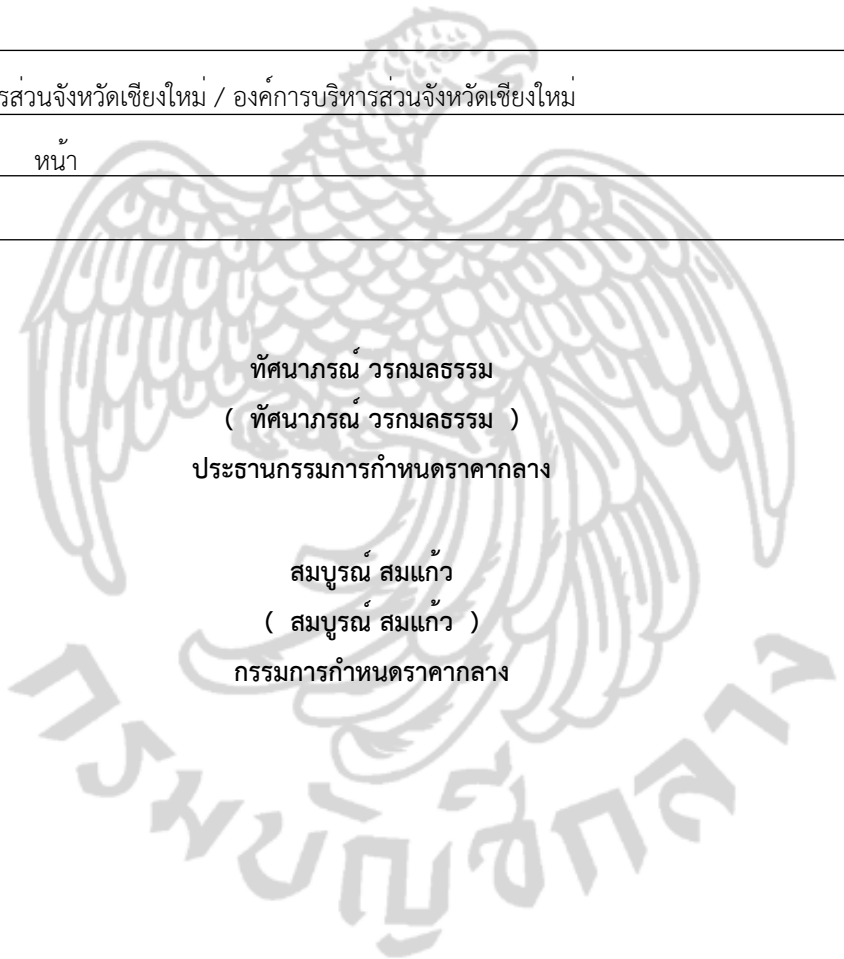 รส่วนจังหวัดเชียงใหม่ / องค์การบริหารส่วนจังหวัดเชียงใหม่
หน้า
ทัศนาภรณ์ วรกมลธรรม
( ทัศนาภรณ์ วรกมลธรรม )
ประธานกรรมการกำหนดราคากลาง
สมบูรณ์ สมแก้ว
( สมบูรณ์ สมแก้ว )
กรรมการกำหนดราคากลาง
กรมบัญชีกลาง